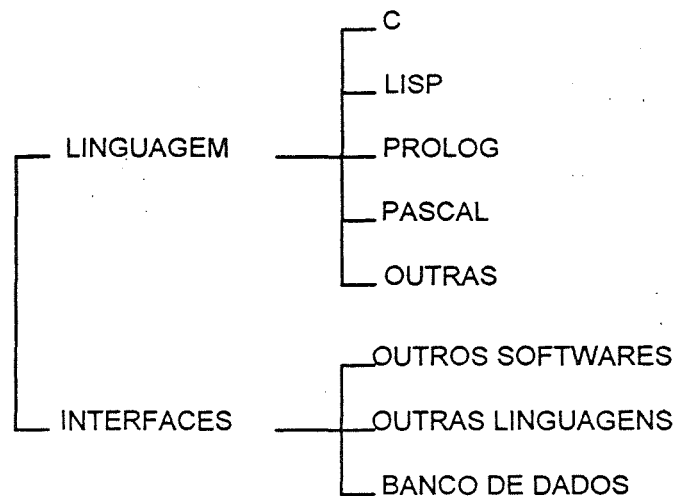 C
LISP
LINGUAGEM
PROLOG
PASCAL
OUTRAS
OUTROS SOFTWARES
INTERFACES
OUTRAS LINGUAGENS
BANCO DE DADOS